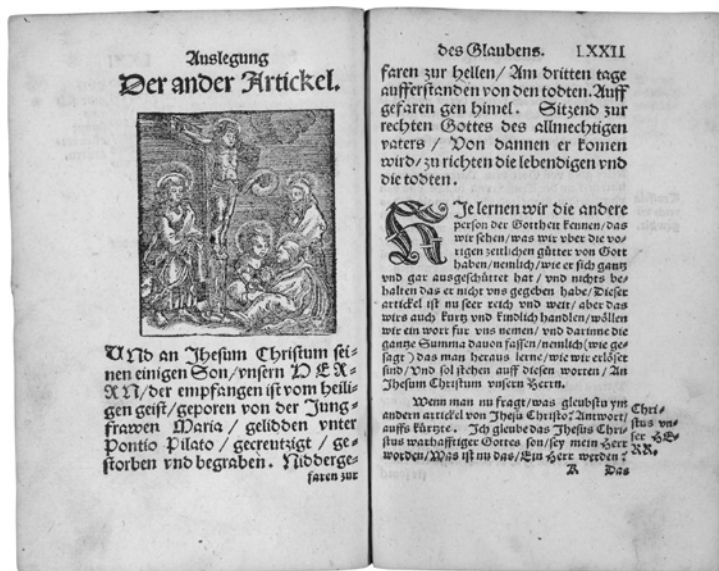 Auslegung
Der ander Artickel.
VNd an Jhesum Christum sei=
nen einigen Son/vnsern HER=
RN/der empfangen ist vom heili=
gen geist/geporen von der Jung=
frawen Maria / gelidden vnter
Pontio Pilato / gecreutzigt / ge=
storben vnd begraben. Nidderge=
faren zur
des Glaubens. LXXII
faren zur hellen/ Am dritten tage
aufferstanden von den todten. Auff
gefaren gen himel. Sitzend zur
rechten Gottes des allmechtigen
vaters / Von dannen er komen
wird/zu richten die lebendigen vnd
die todten.
HJe lernen wir die andere
person der Gottheit kennen/das
wir sehen/was wir vber die vo=
rigen zeitlichen gütter von Gott
haben/nemlich/wie er sich gantz
vnd gar ausgeschüttet hat / vnd nichts be=
halten das er nicht vns gegeben habe/Dieser
artickel ist nu seer reich vnd weit / aber das
wirs auch kurtz vnd kindlich handlen/wöllen
wir ein wort fur vns nemen/ vnd darinne die
gantze Summa dauon fassen/nemlich(wie ge=
sagt) das man heraus lerne/wie wir erlöset
sind/Vnd sol stehen auff diesen worten / An
Jhesum Christum vnsern Herrn.
Wenn man nu fragt/was gleubstu ym
andern artickel von Jhesu Christo? Antwort/
auffs kürtzte. Jch gleube das Jhesus Chri=
stus warhafftiger Gottes son/sey mein Herr
worden/Was ist nu das/Ein Herr werden?
Chri=
stus vn=
ser HE=
RR.
K Das